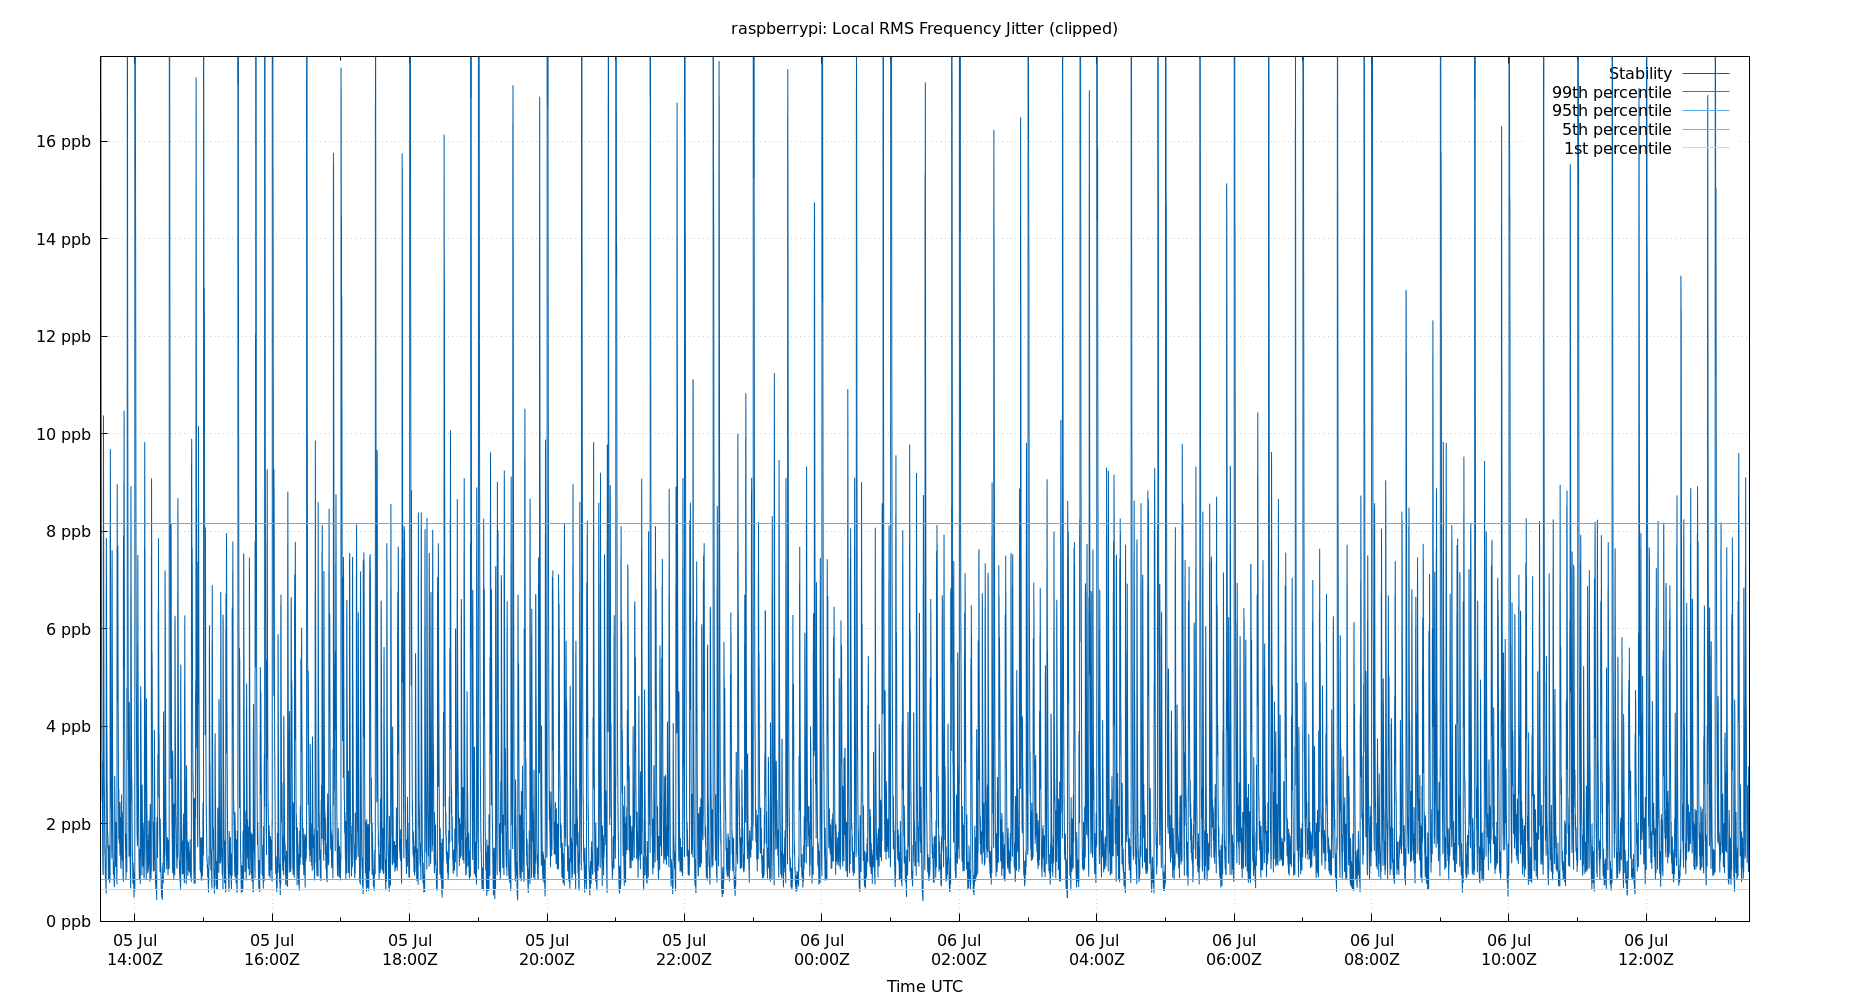 raspberrypi: Local RMS Frequency Jitter (clipped)
Stability
99th percentile
95th percentile
5th percentile
1st percentile
16 ppb
14 ppb
12 ppb
10 ppb
8 ppb
6 ppb
4 ppb
2 ppb
0 ppb
05 Jul 05 Jul 05 Jul 05 Jul 05 Jul 06 Jul 06 Jul 06 Jul 06 Jul 06 Jul 06 Jul 06 Jul
14:00Z 16:00Z 18:00Z 20:00Z 22:00Z 00:00Z 02:00Z 04:00Z 06:00Z 08:00Z 10:00Z 12:00Z
Time UTC